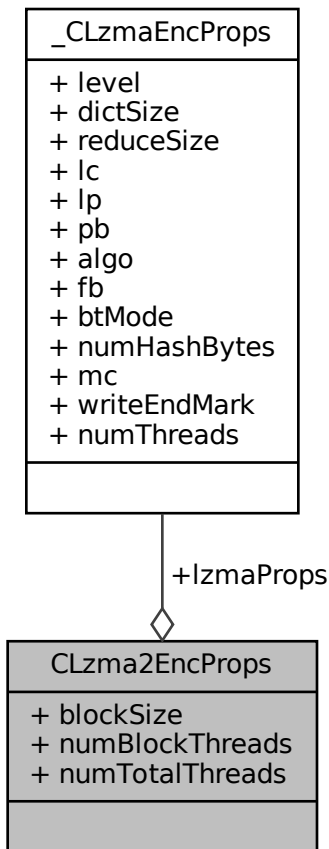 _CLzmaEncProps
+ level
+ dictSize
+ reduceSize
+ lc
+ lp
+ pb
+ algo
+ fb
+ btMode
+ numHashBytes
+ mc
+ writeEndMark
+ numThreads
+lzmaProps
CLzma2EncProps
+ blockSize
+ numBlockThreads
+ numTotalThreads